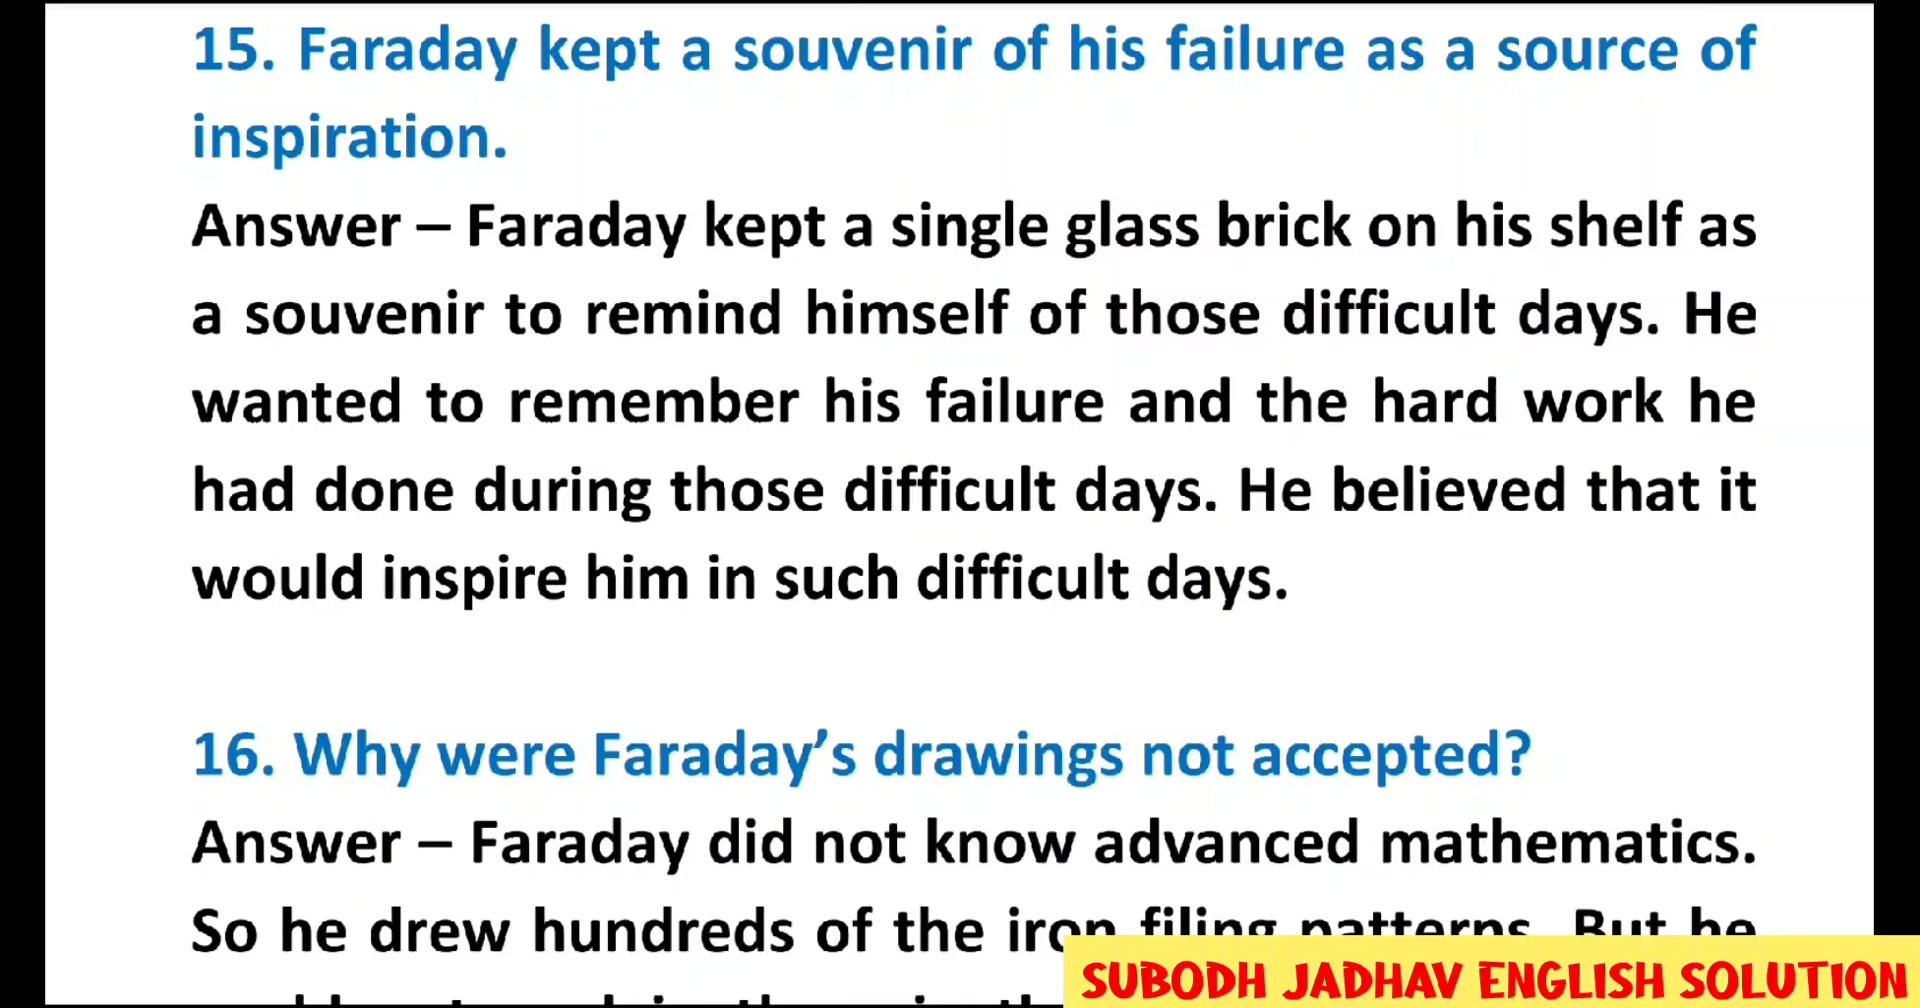 15. Faraday kept a souvenir of his failure as a source of
inspiration.
Answer – Faraday kept a single glass brick on his shelf as
a souvenir to remind himself of those difficult days. He
wanted to remember his failure and the hard work he
had done during those difficult days. He believed that it
would inspire him in such difficult days.
16. Why were Faraday’s drawings not accepted?
Answer – Faraday did not know advanced mathematics.
So he drew hundreds of the iron filing patterns. But he
SUBODH JADHAV ENGLISH SOLUTION